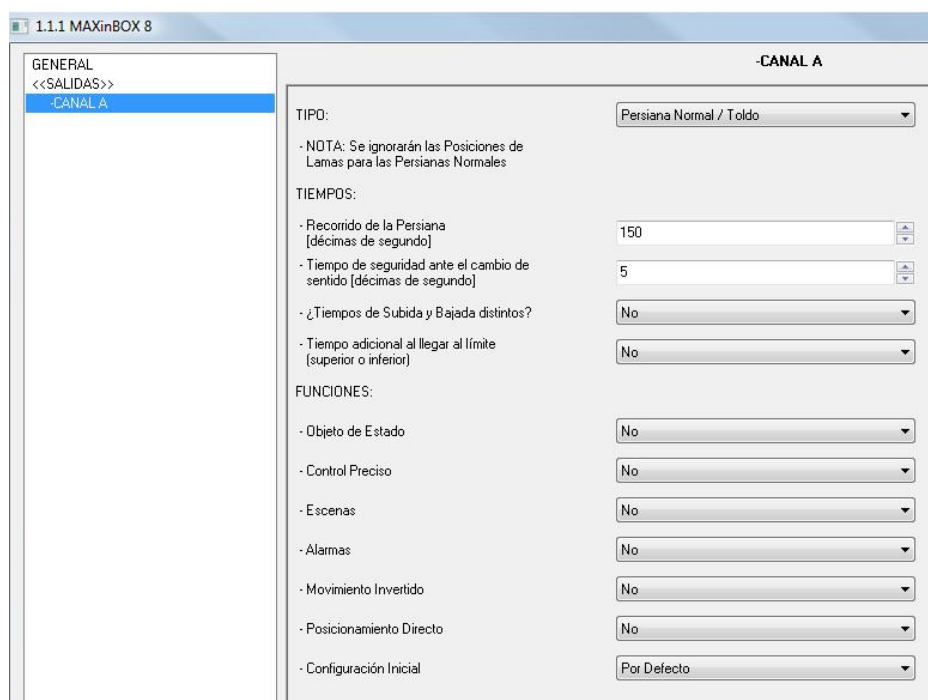 1.1.1 MAXinBOX 8
GENERAL
<<SALIDAS>>
-CANAL A
-CANAL A
TIPO:
Persiana Normal / Toldo
- NOTA: Se ignorarán las Posiciones de
Lamas para las Persianas Normales
TIEMPOS:
- Recorrido de la Persiana
[décimas de segundo]
150
- Tiempo de seguridad ante el cambio de
sentido [décimas de segundo]
5
- ¿Tiempos de Subida y Bajada distintos?
No
- Tiempo adicional al llegar al límite
(superior o inferior)
No
FUNCIONES:
- Objeto de Estado
No
- Control Preciso
No
- Escenas
No
- Alarmas
No
- Movimiento Invertido
No
- Posicionamiento Directo
No
- Configuración Inicial
Por Defecto